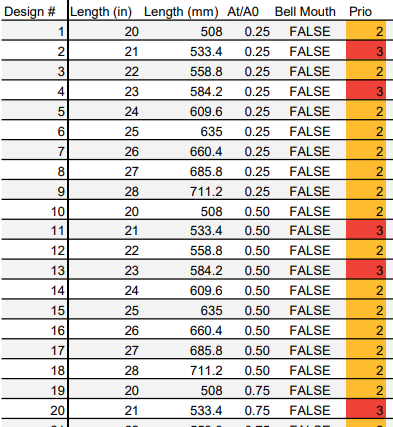 Design # Length (in) Length (mm) At/A0 Bell Mouth Prio
1 20 508 0.25 FALSE 2
2 21 533.4 0.25 FALSE 3
3 22 558.8 0.25 FALSE 2
4 23 584.2 0.25 FALSE 3
5 24 609.6 0.25 FALSE 2
6 25 635 0.25 FALSE 2
7 26 660.4 0.25 FALSE 2
8 27 685.8 0.25 FALSE 2
9 28 711.2 0.25 FALSE 2
10 20 508 0.50 FALSE 2
11 21 533.4 0.50 FALSE 3
12 22 558.8 0.50 FALSE 2
13 23 584.2 0.50 FALSE 3
14 24 609.6 0.50 FALSE 2
15 25 635 0.50 FALSE 2
16 26 660.4 0.50 FALSE 2
17 27 685.8 0.50 FALSE 2
18 28 711.2 0.50 FALSE 2
19 20 508 0.75 FALSE 2
20 21 533.4 0.75 FALSE 3